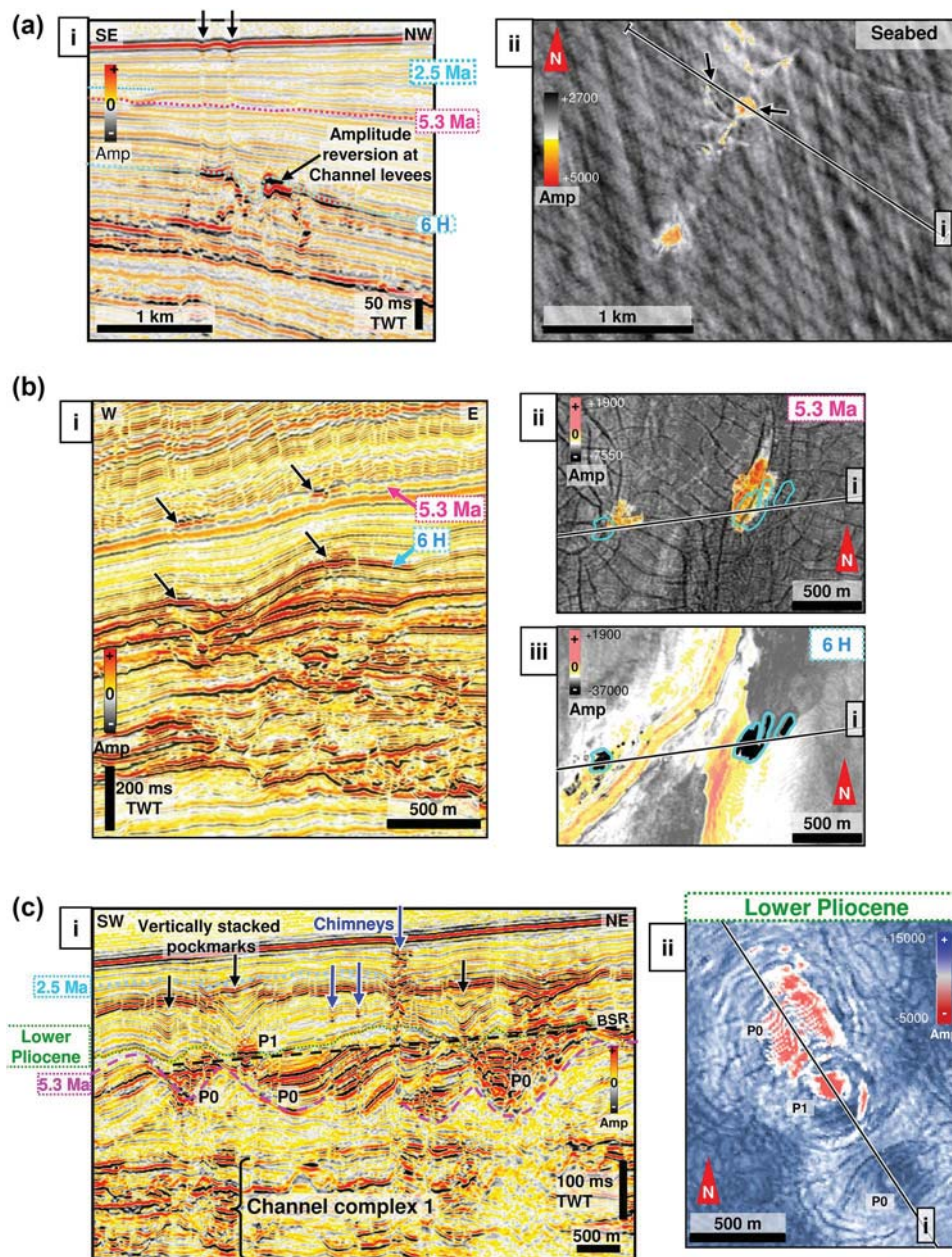 (a)
i
SE
NW
+
0
-
Amp
2.5 Ma
5.3 Ma
Amplitude
reversion at
Channel levees
6 H
1 km
50 ms
TWT
ii
Seabed
N
+2700
+5000
Amp
i
1 km
(b)
i
W
E
5.3 Ma
6 H
+
0
-
Amp
200 ms
TWT
500 m
ii
+1900
+
0
-
-7550
Amp
5.3 Ma
i
N
500 m
iii
+1900
+
0
-
-37000
Amp
6 H
i
N
500 m
(c)
i
SW
NE
Vertically stacked
pockmarks
Chimneys
2.5 Ma
Lower
Pliocene
5.3 Ma
P1
BSR
P0
P0
P0
+
0
-
Amp
Channel complex 1
100 ms
TWT
500 m
Lower Pliocene
ii
+15000
+
-
-5000
Amp
P0
P1
P0
N
500 m
i